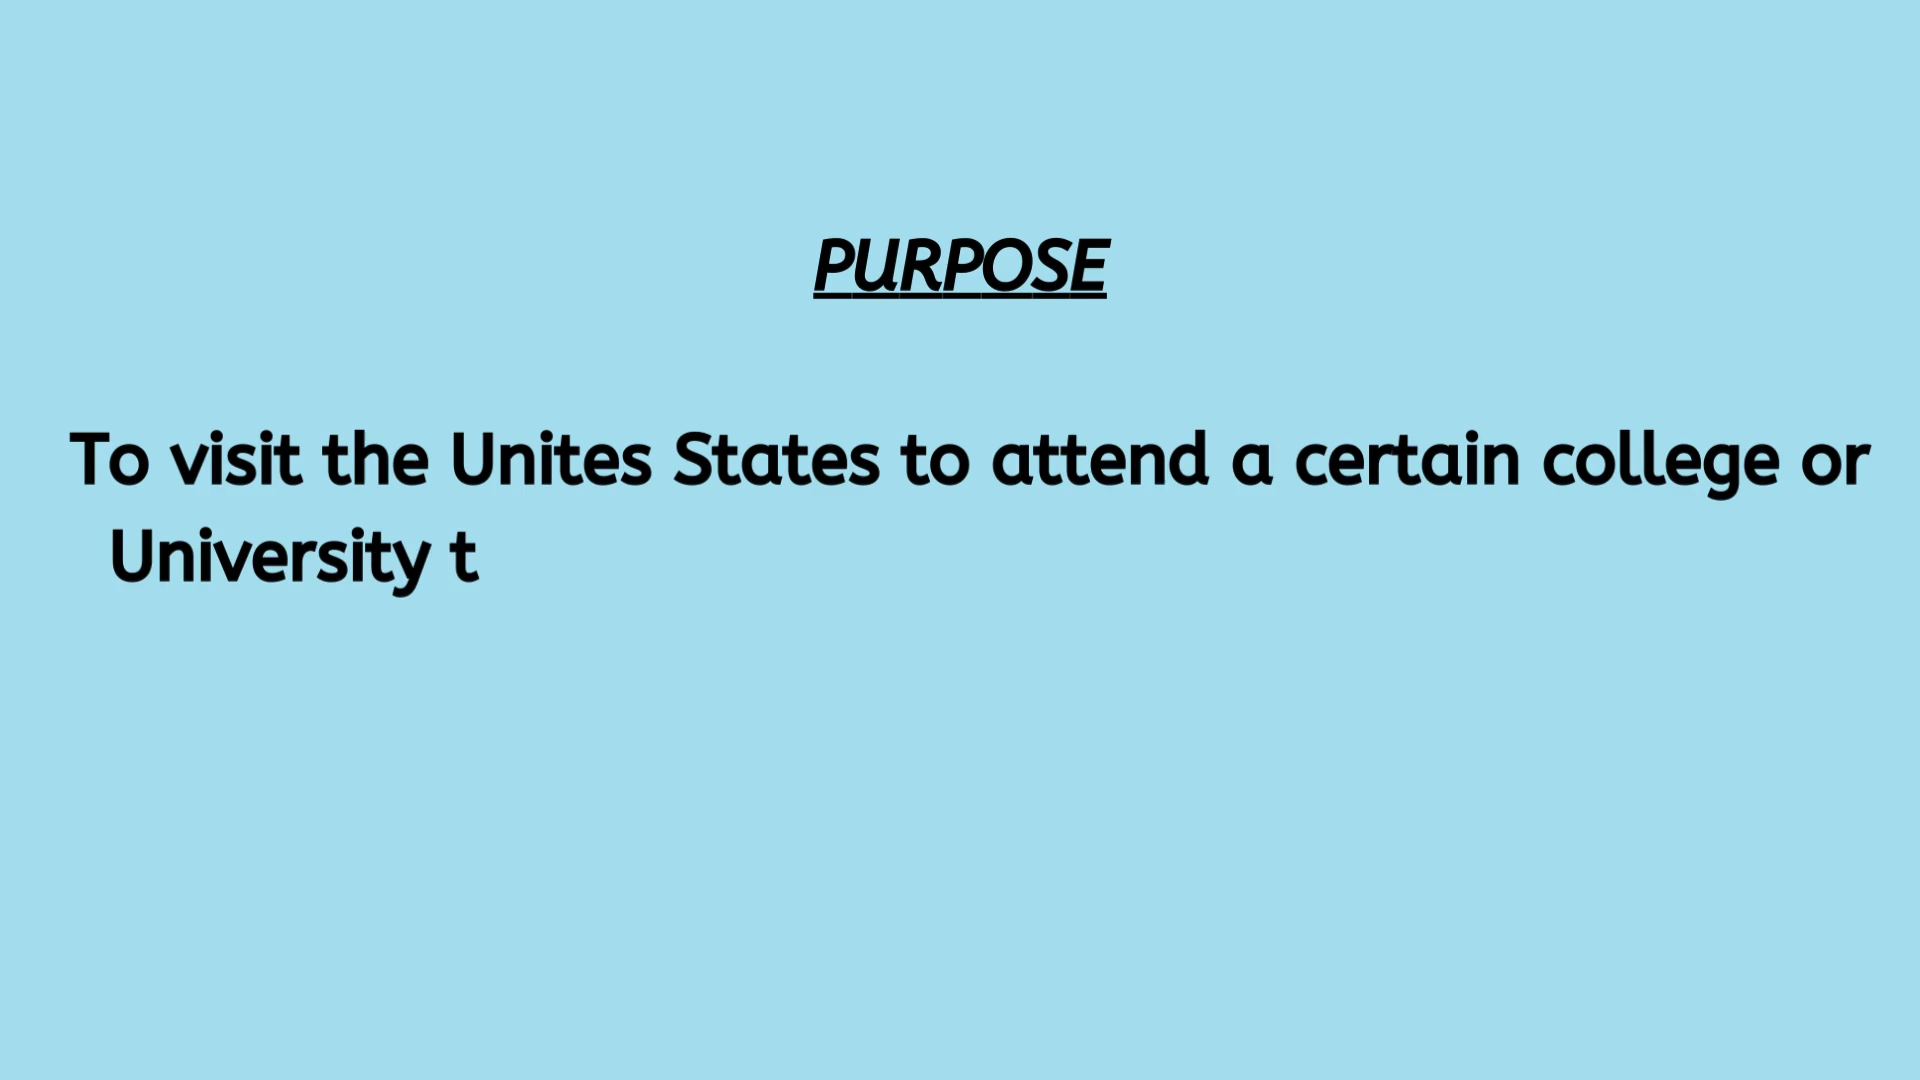 PURPOSE
To visit the Unites States to attend a certain college or
University t